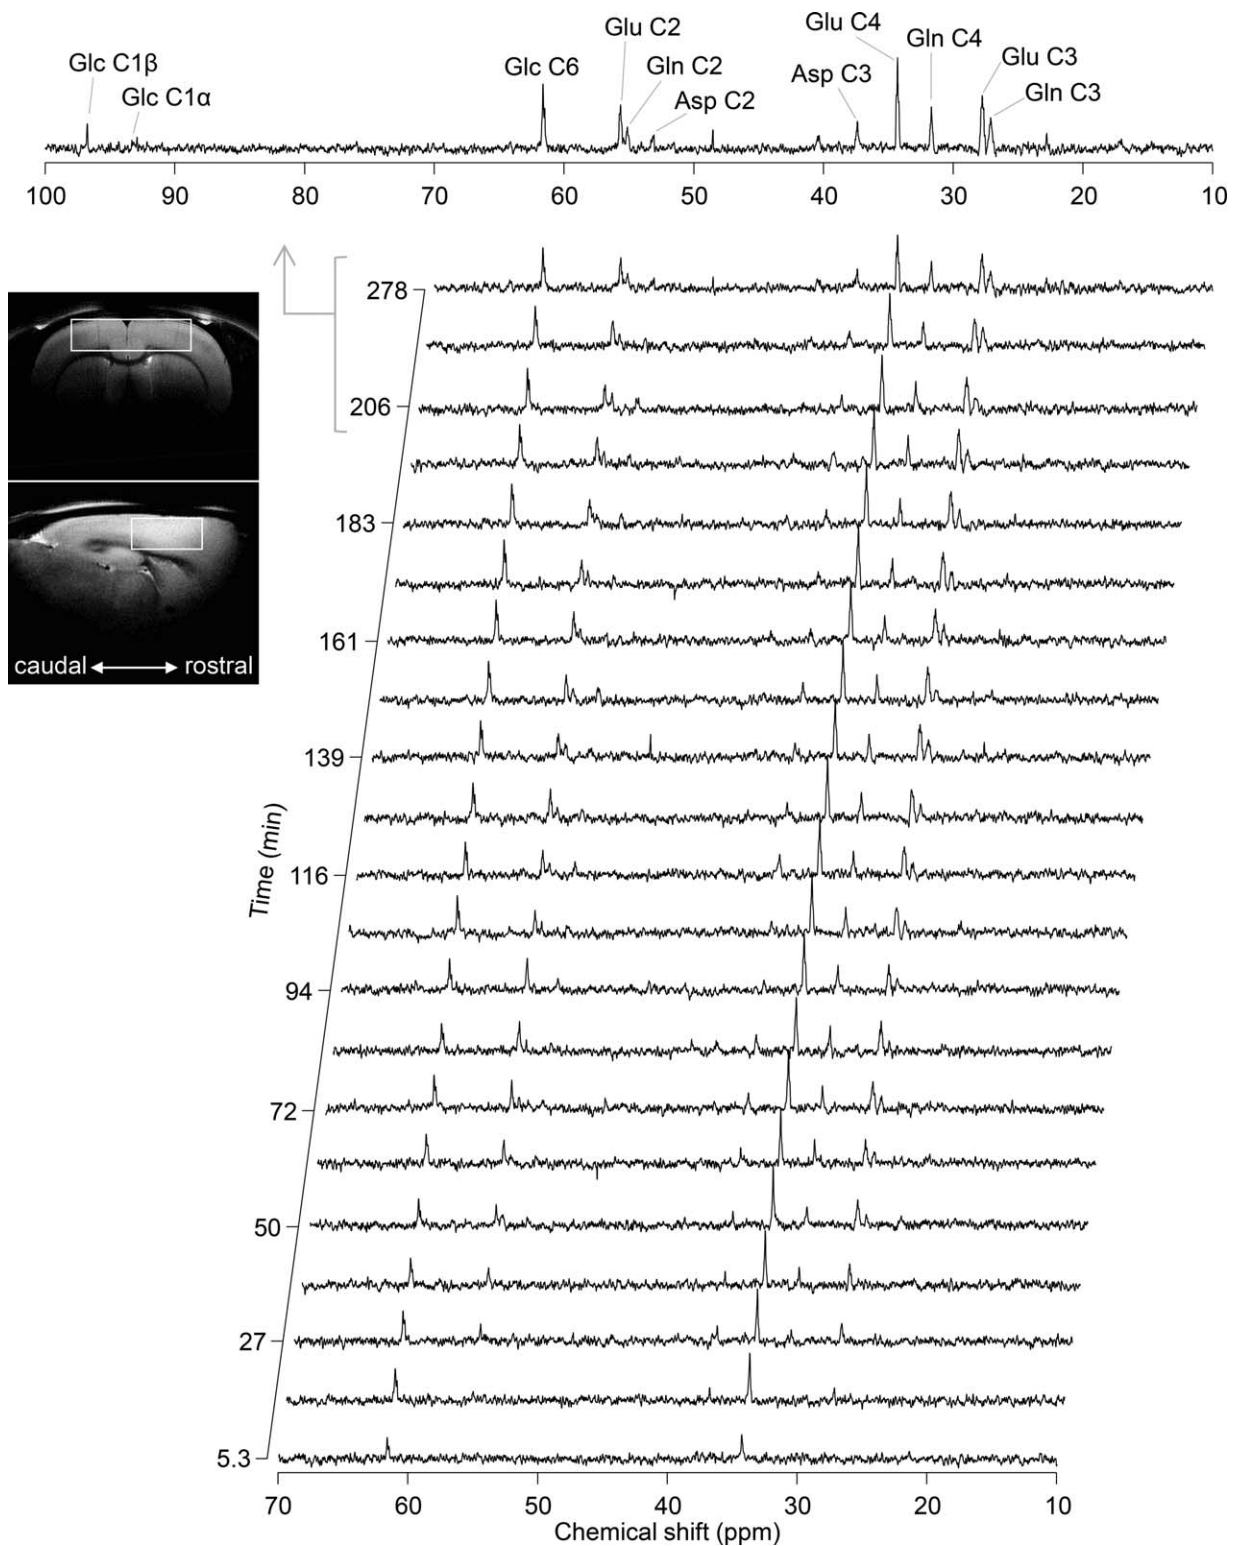 Glu C2
Glu C4
Gln C4
Glc C1β
Glc C6
Gln C2
Asp C3
Glu C3
Glc C1α
Asp C2
Gln C3
100 90 80 70 60 50 40 30 20 10
278
206
183
161
139
116
94
72
50
27
5.3
Time (min)
caudal rostral
70 60 50 40 30 20 10
Chemical shift (ppm)